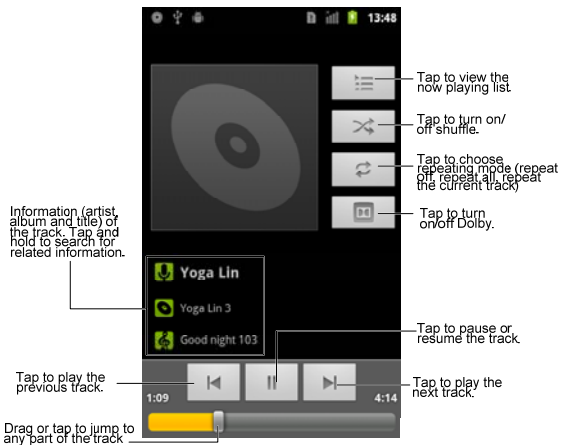 13:48
Tap to view the
now playing list.
Tap to turn on/
off shuffle.
Tap to choose
repeating mode (repeat
off, repeat all, repeat
the current track)
Tap to turn
on/off Dolby.
Information (artist,
album and title) of
the track. Tap and
hold to search for
related information.
Yoga Lin
Yoga Lin 3
Good night 103
Tap to pause or
resume the track.
Tap to play the
previous track.
Tap to play the
next track.
1:09
4:14
Drag or tap to jump to
any part of the track